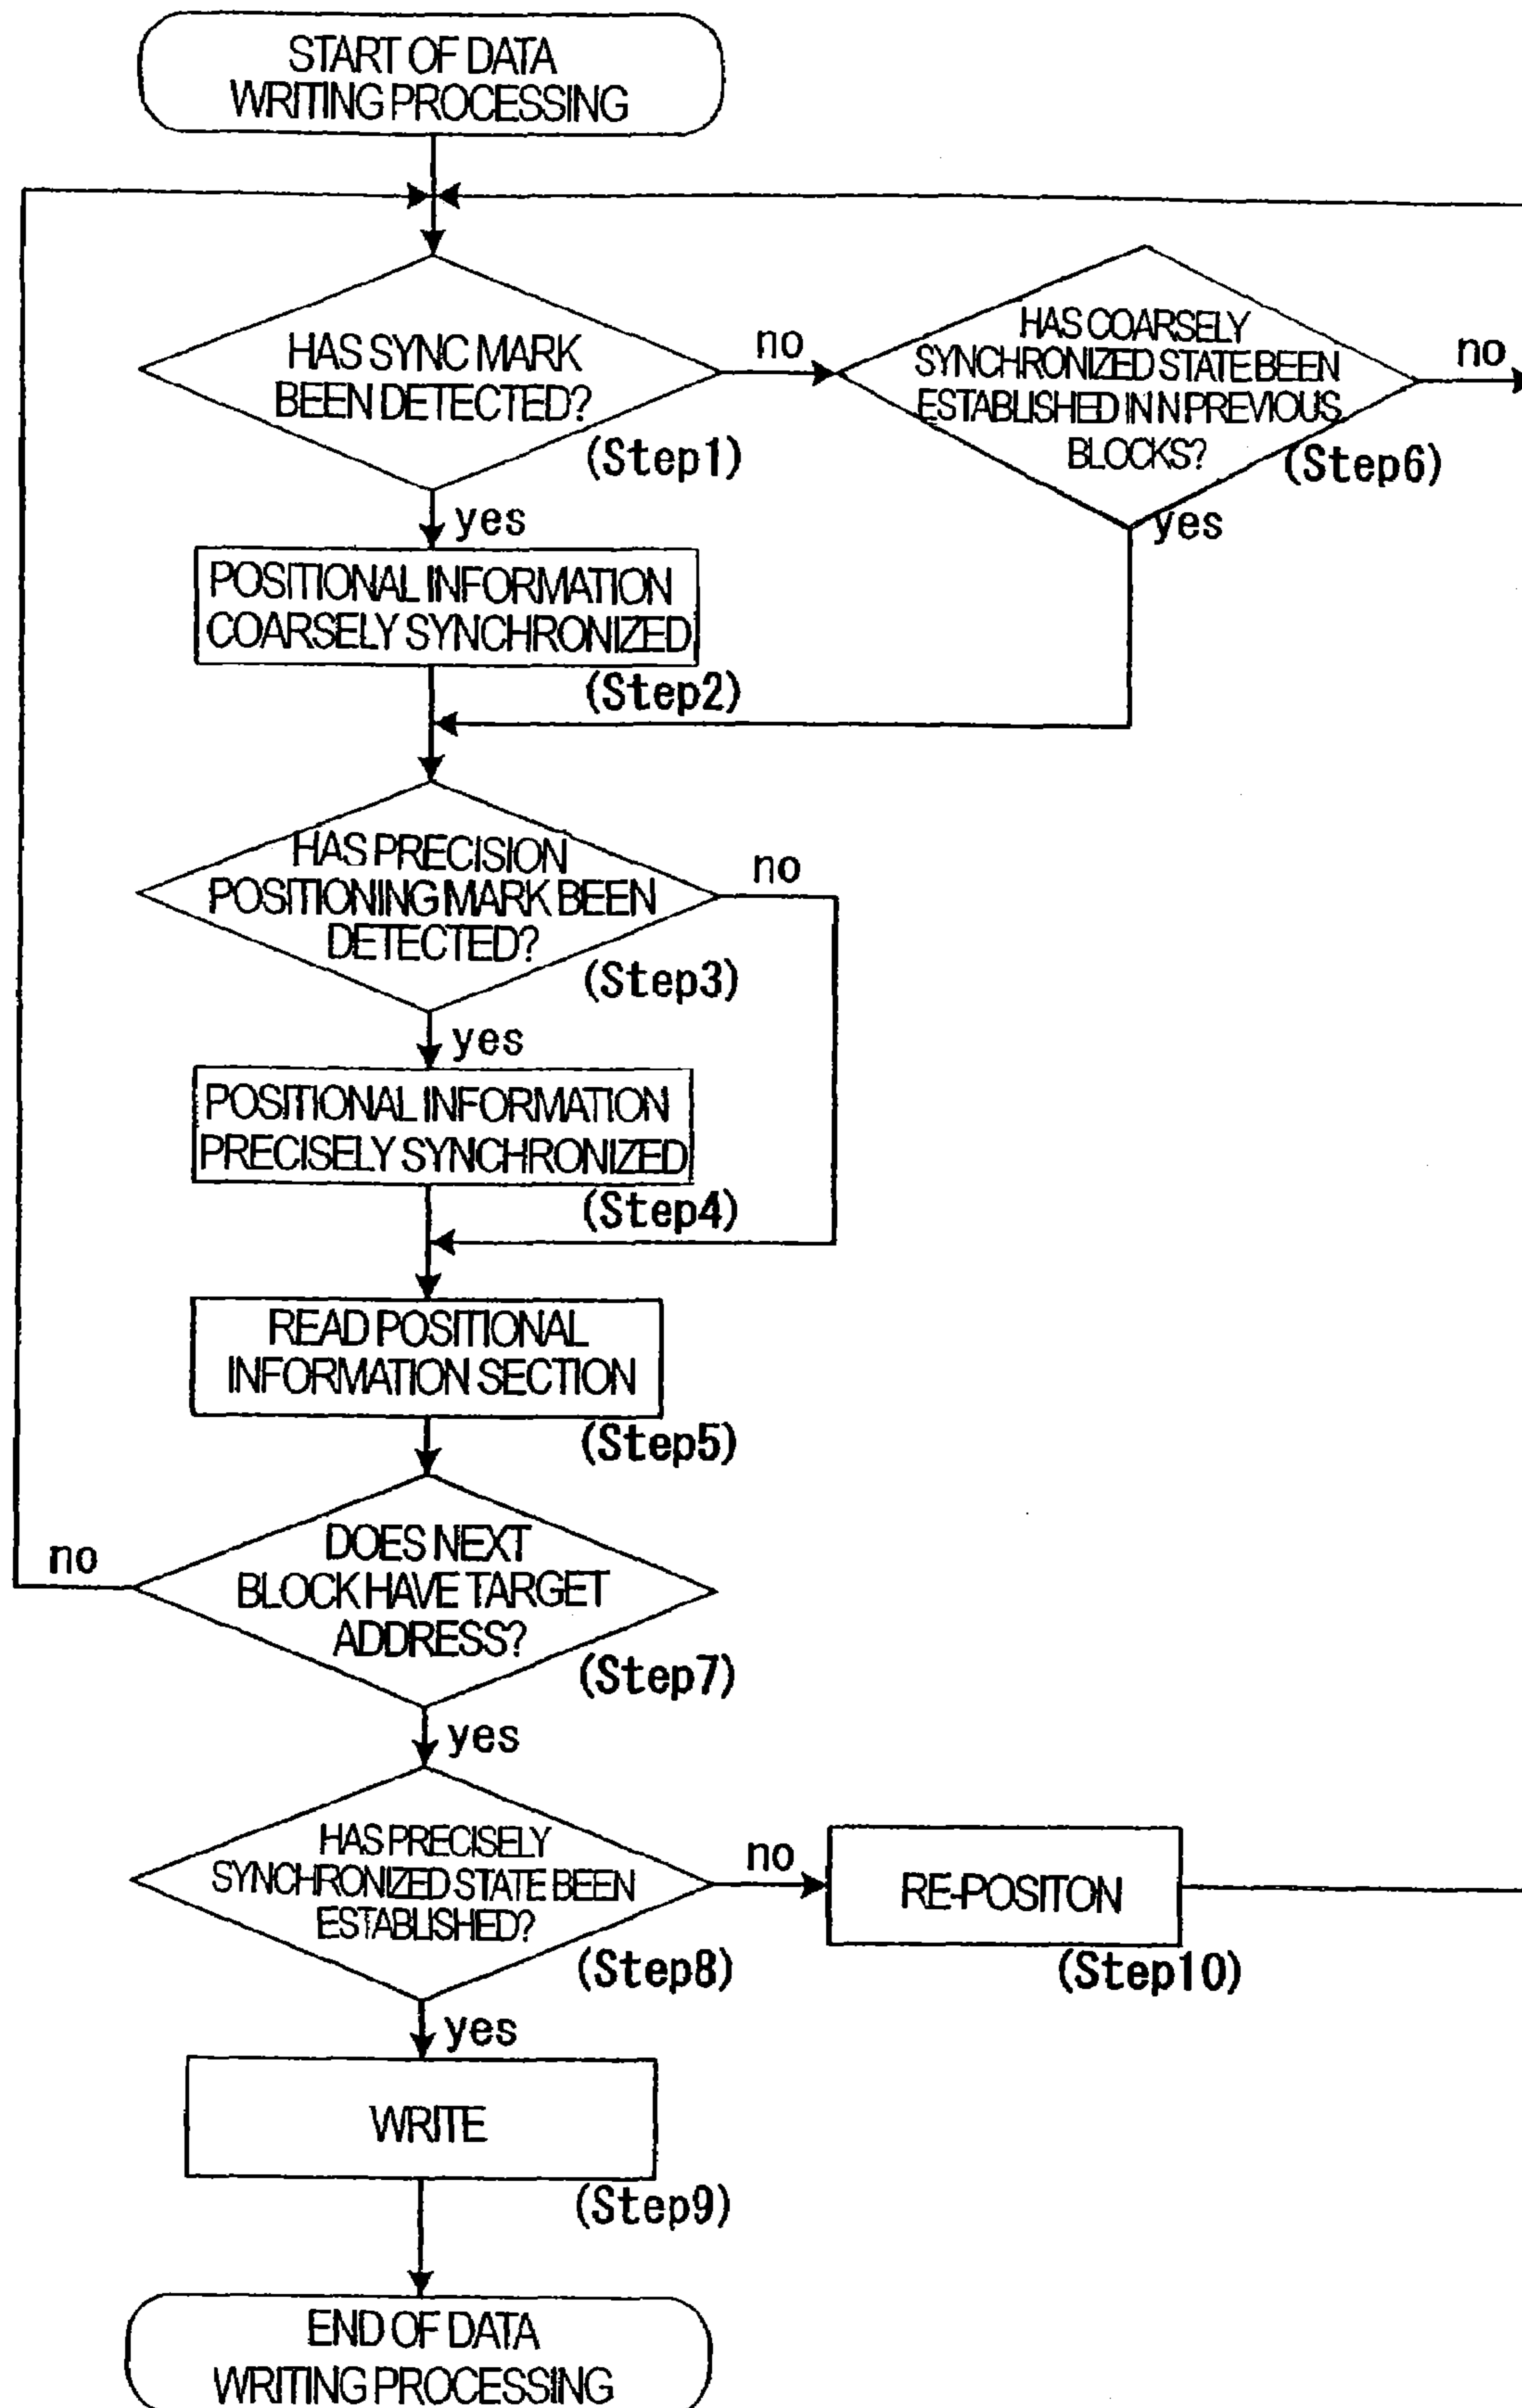 START OF DATA
WRITING PROCESSING
HAS SYNC MARK
BEEN DETECTED?
(Step1)
no
HAS COARSELY
SYNCHRONIZED STATE BEEN
ESTABLISHED IN N PREVIOUS
BLOCKS?
(Step6)
no
yes
yes
POSITIONAL INFORMATION
COARSELY SYNCHRONIZED
(Step2)
HAS PRECISION
POSITIONING MARK BEEN
DETECTED?
(Step3)
no
yes
POSITIONAL INFORMATION
PRECISELY SYNCHRONIZED
(Step4)
READ POSITIONAL
INFORMATION SECTION
(Step5)
DOES NEXT
BLOCK HAVE TARGET
ADDRESS?
(Step7)
no
yes
HAS PRECISELY
SYNCHRONIZED STATE BEEN
ESTABLISHED?
(Step8)
no
RE-POSITON
(Step10)
yes
WRITE
(Step9)
END OF DATA
WRITING PROCESSING